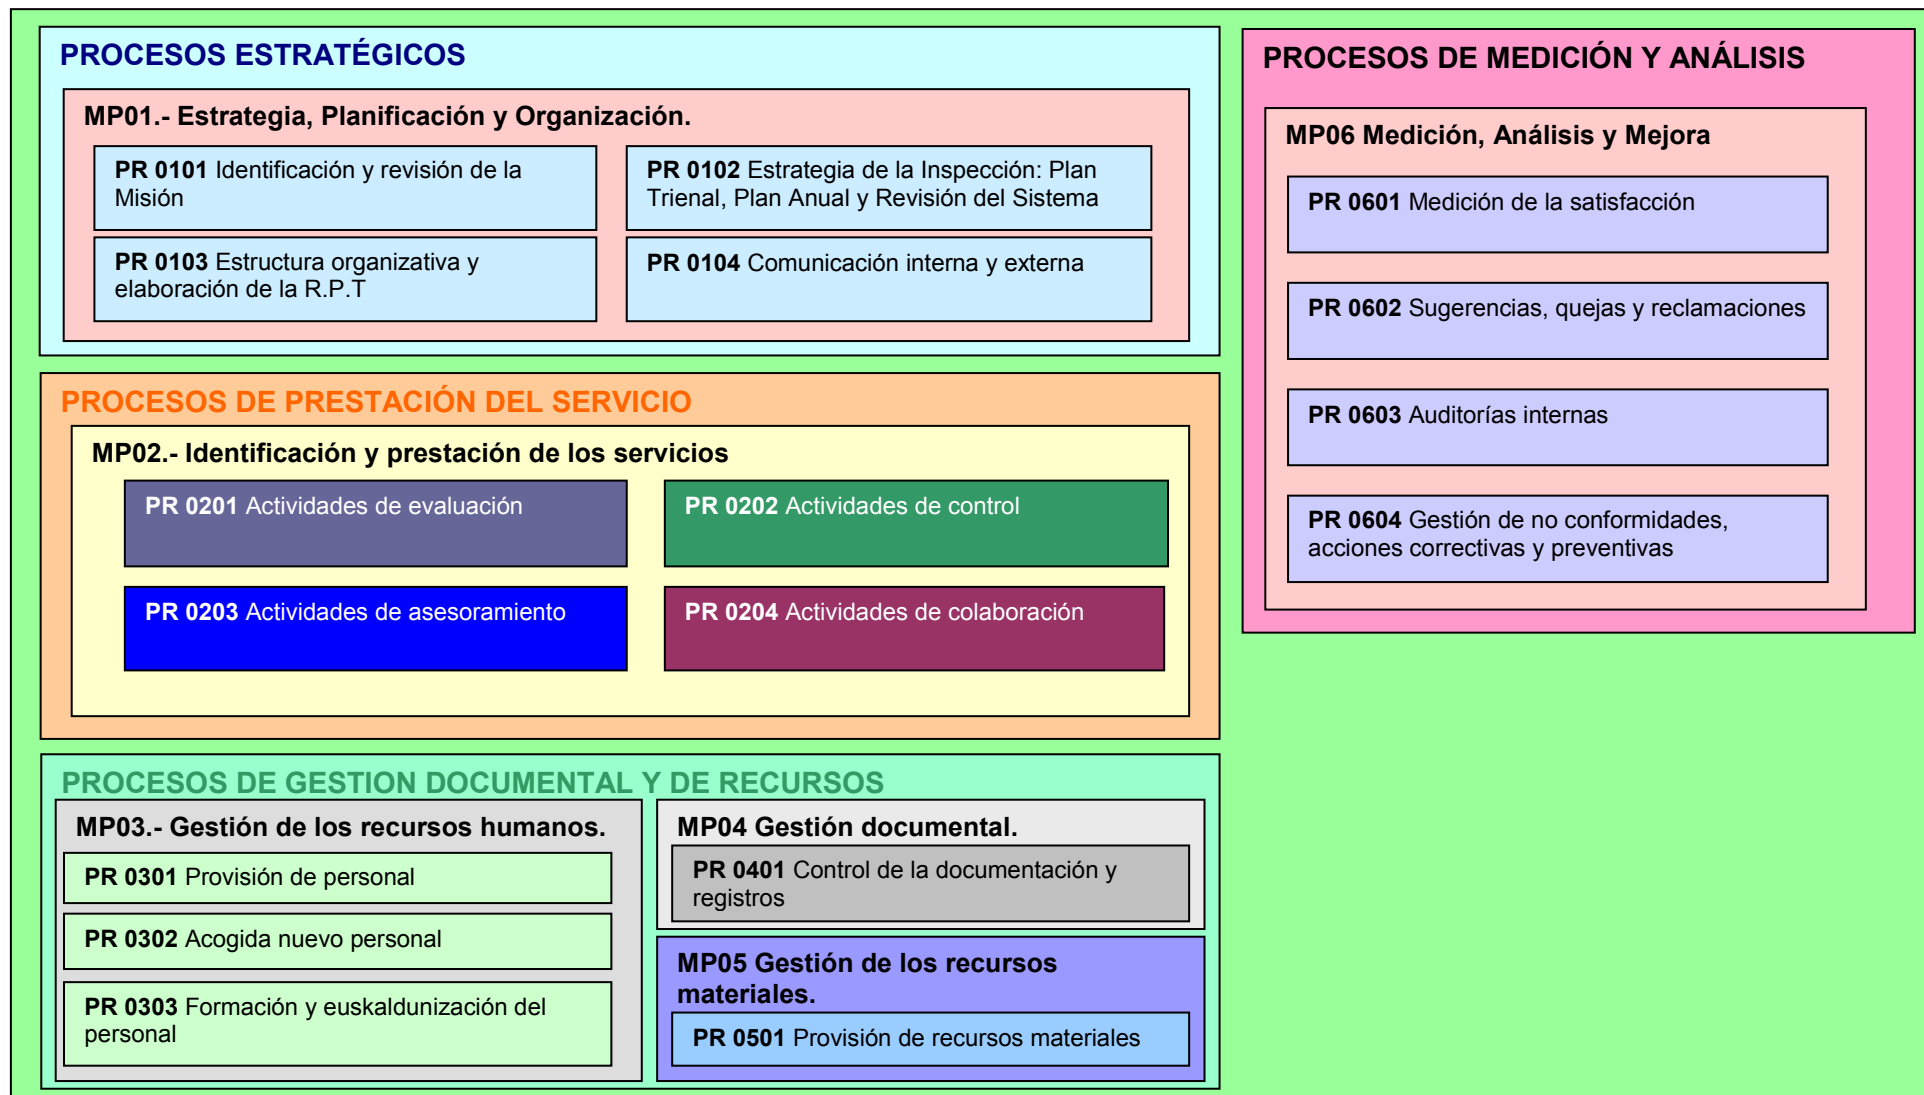 PROCESOS ESTRATÉGICOS
MP01.- Estrategia, Planificación y Organización.
PR 0101 Identificación y revisión de la
Misión
PR 0102 Estrategia de la Inspección: Plan
Trienal, Plan Anual y Revisión del Sistema
PR 0103 Estructura organizativa y
elaboración de la R.P.T
PR 0104 Comunicación interna y externa
PROCESOS DE PRESTACIÓN DEL SERVICIO
MP02.- Identificación y prestación de los servicios
PR 0201 Actividades de evaluación
PR 0202 Actividades de control
PR 0203 Actividades de asesoramiento
PR 0204 Actividades de colaboración
PROCESOS DE GESTION DOCUMENTAL Y DE RECURSOS
MP03.- Gestión de los recursos humanos.
PR 0301 Provisión de personal
PR 0302 Acogida nuevo personal
PR 0303 Formación y euskaldunización del
personal
MP04 Gestión documental.
PR 0401 Control de la documentación y
registros
MP05 Gestión de los recursos
materiales.
PR 0501 Provisión de recursos materiales
PROCESOS DE MEDICIÓN Y ANÁLISIS
MP06 Medición, Análisis y Mejora
PR 0601 Medición de la satisfacción
PR 0602 Sugerencias, quejas y reclamaciones
PR 0603 Auditorías internas
PR 0604 Gestión de no conformidades,
acciones correctivas y preventivas